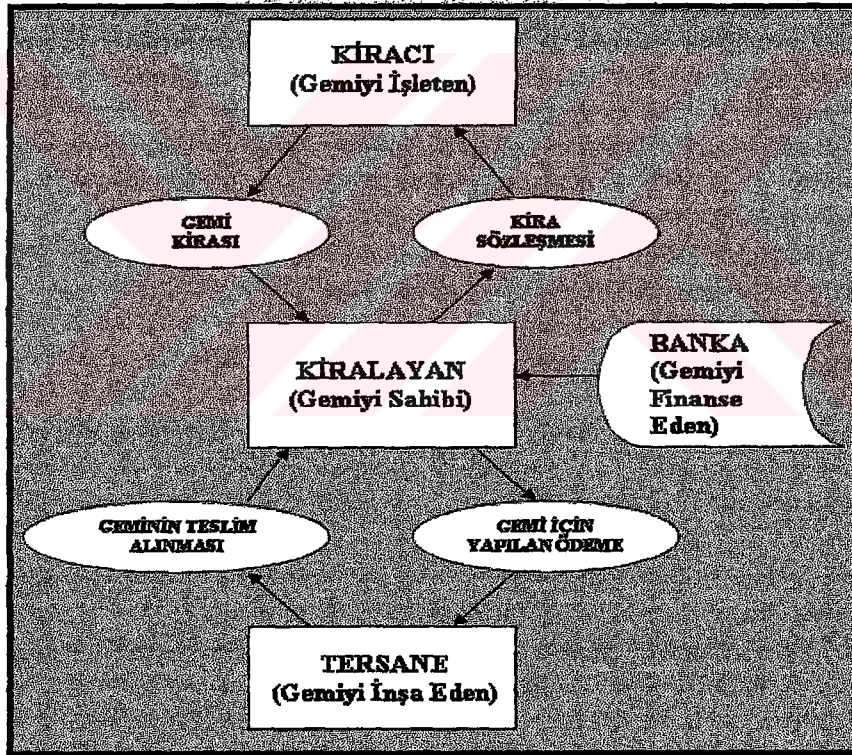 KİRACI
(Gemiyi İşleten)
GEMİ
KİRASI
KİRA
SÖZLEŞMESİ
KİRALAYAN
(Gemiyi Sahibi)
BANKA
(Gemiyi
Finanse
Eden)
GEMİNİN TESLİM
ALINMASI
GEMİ İÇİN
YAPILAN ÖDEME
TERSANE
(Gemiyi İnşa Eden)